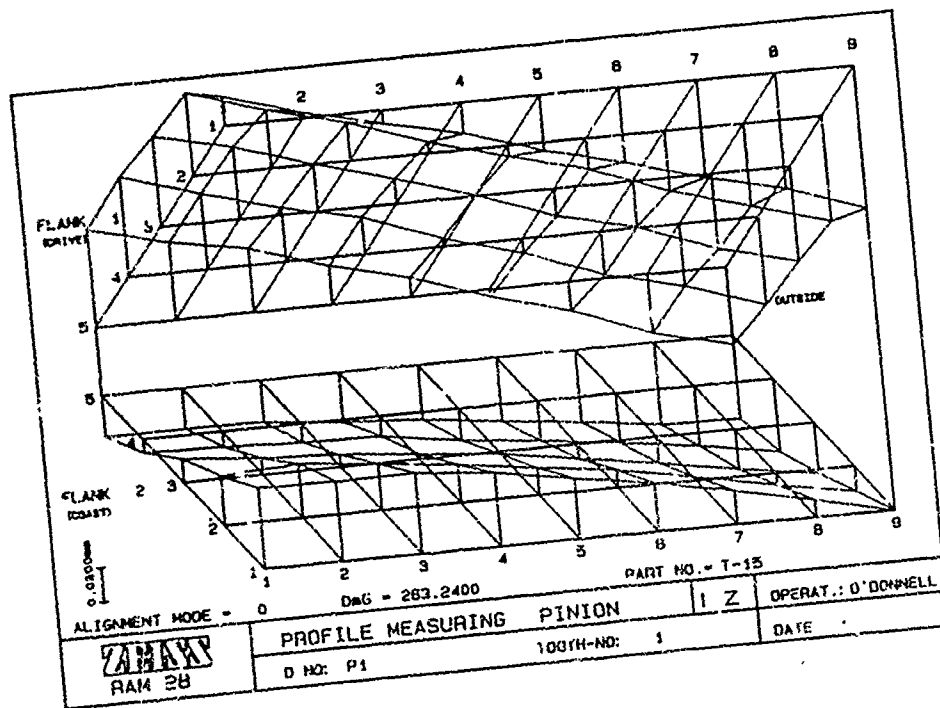 2 3 4 5 6 7 8 9
1
2
FLANK 1 3
(DRIVE)
4
5
OUTSIDE
5
4
FLANK 2 3
(COAST)
2
1
1 2 3 4 5 6 7 8 9
0.0200mm
ALIGNMENT MODE = 0 DmG = 283.2400 PART NO.= T-15
PROFILE MEASURING PINION I Z OPERAT.: O'DONNELL
D NO: P1 TOOTH-NO: 1 DATE
RAM 28